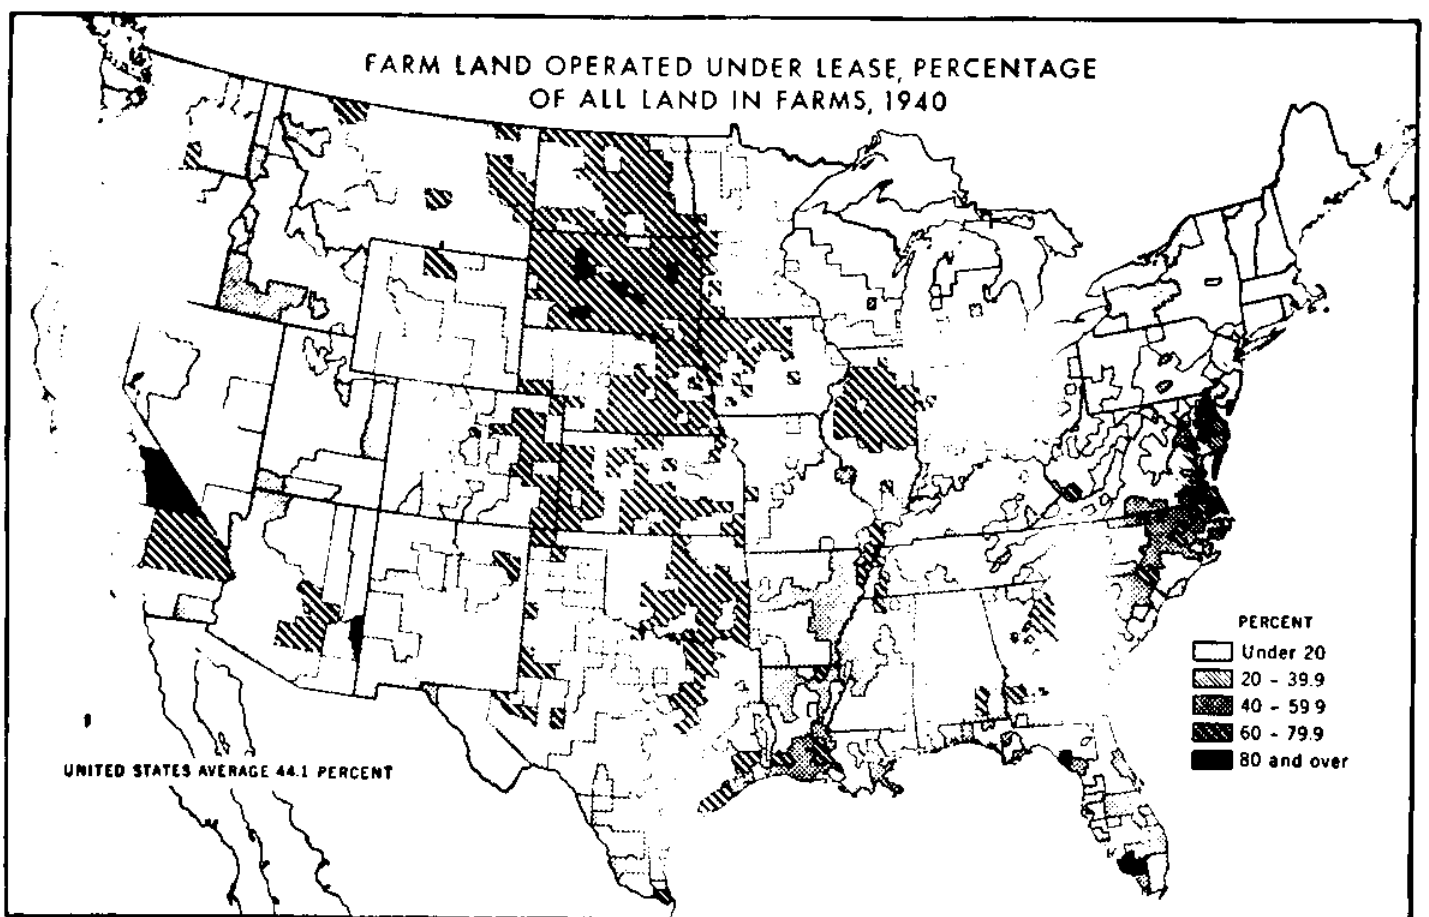 FARM LAND OPERATED UNDER LEASE, PERCENTAGE
OF ALL LAND IN FARMS, 1940
PERCENT
Under 20
20 - 39.9
40 - 59 9
60 - 79.9
80 and over
UNITED STATES AVERAGE 44.1 PERCENT